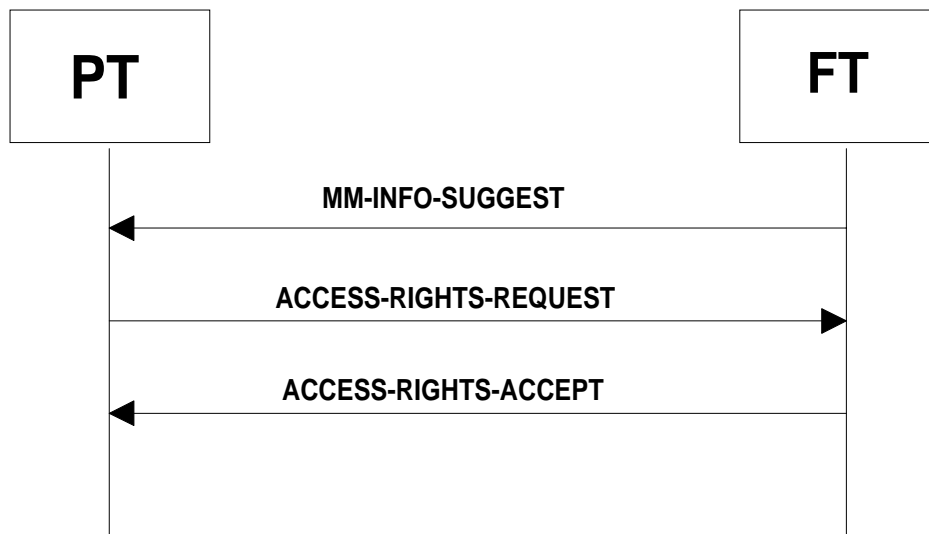 PT
FT
MM-INFO-SUGGEST
ACCESS-RIGHTS-REQUEST
ACCESS-RIGHTS-ACCEPT